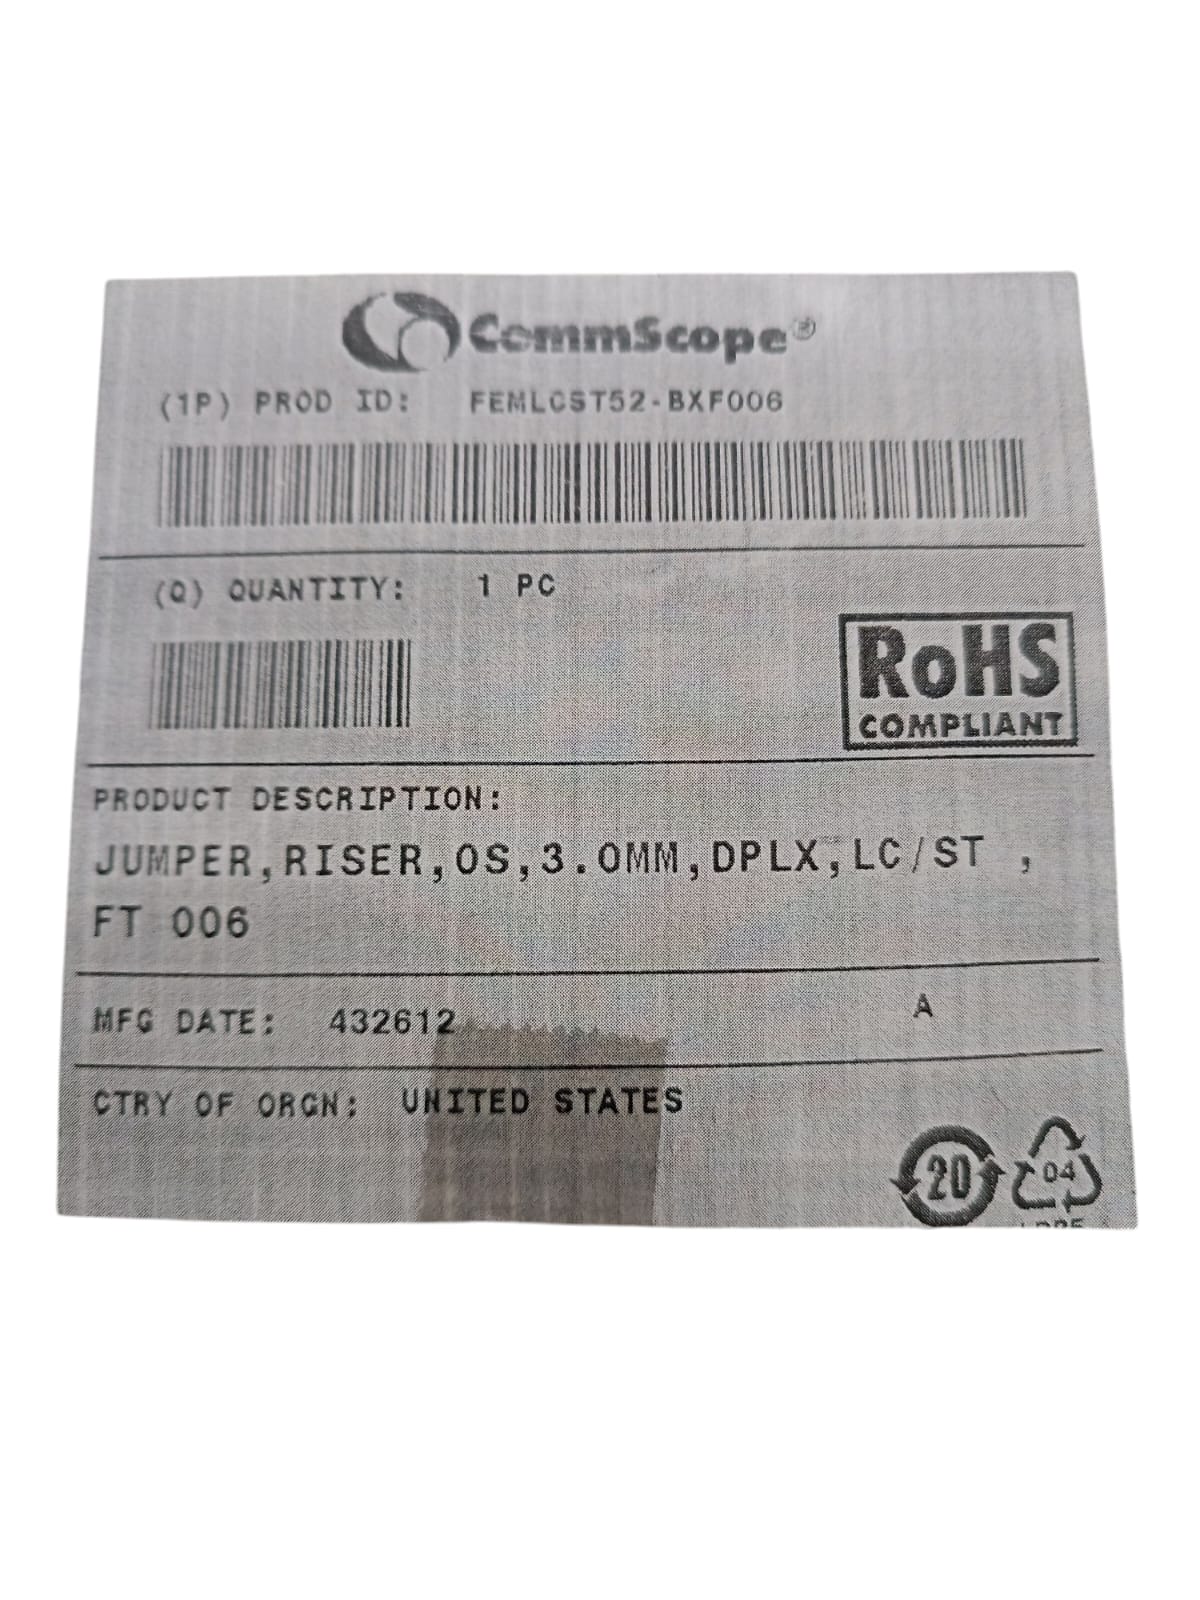 CommScope®
(1P) PROD ID: FEMLCST52-BXF006
(Q) QUANTITY: 1 PC
RoHS
COMPLIANT
PRODUCT DESCRIPTION:
JUMPER,RISER,OS,3.0MM,DPLX,LC/ST ,
FT 006
MFG DATE: 432612
A
CTRY OF ORGN: UNITED STATES
20
04